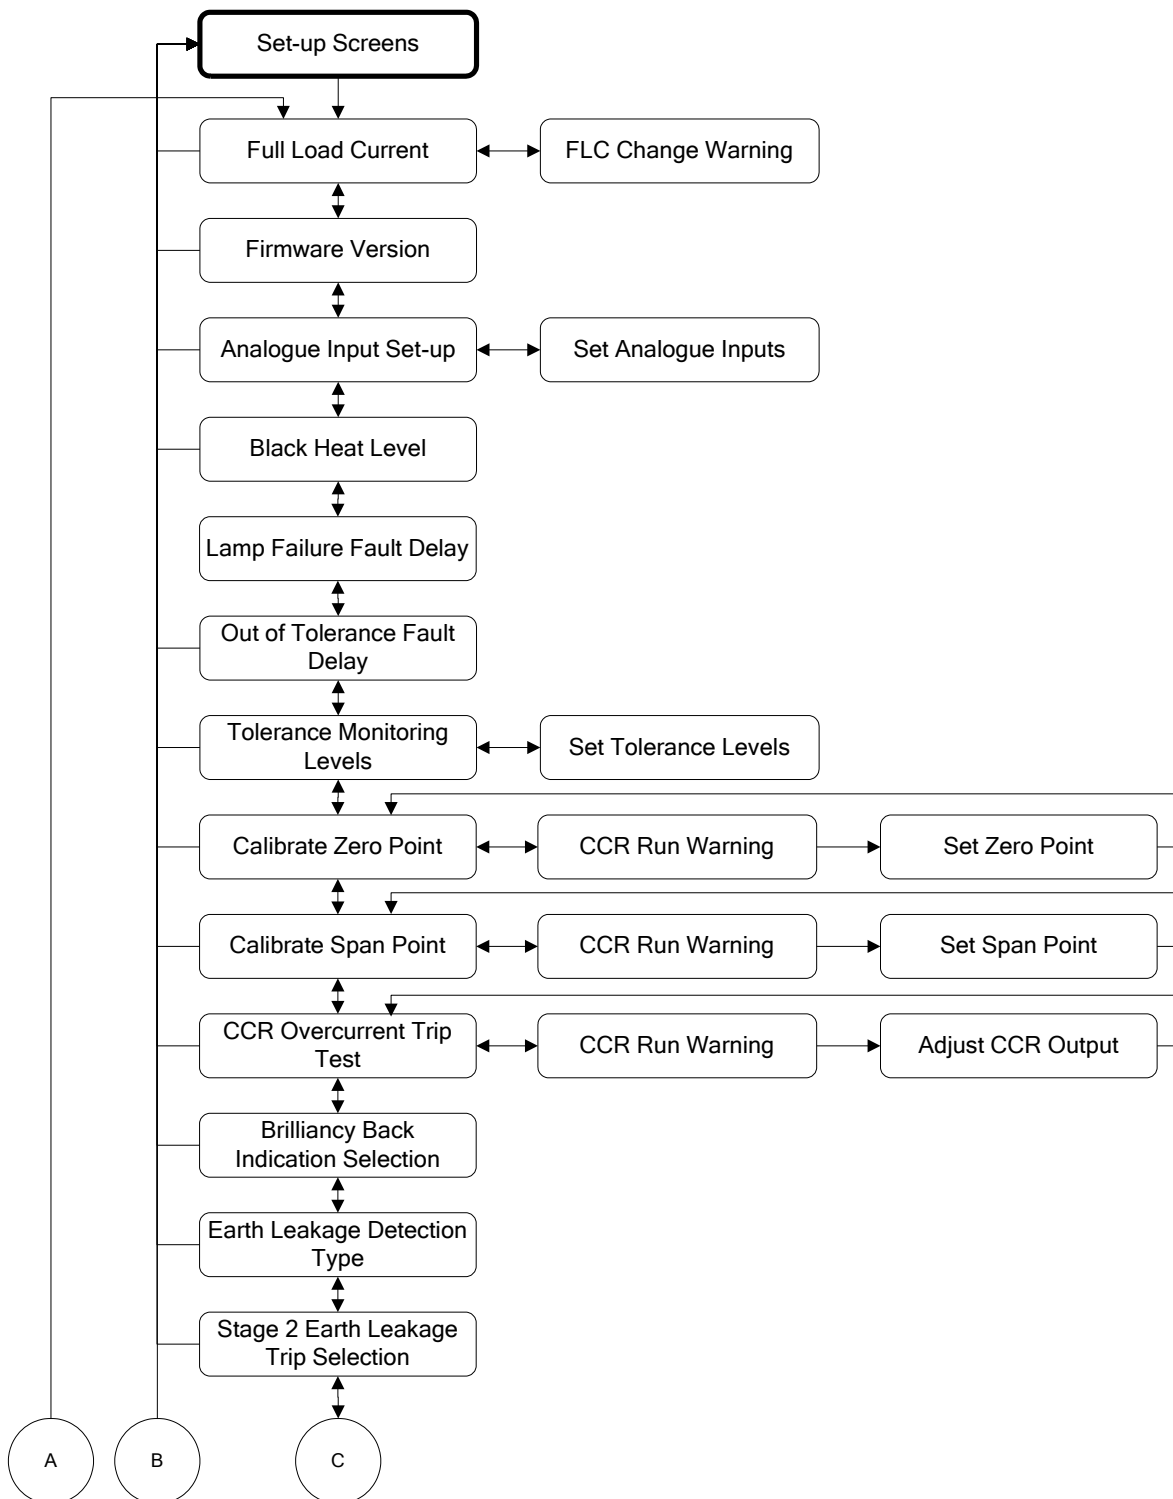 Set-up Screens
Full Load Current
FLC Change Warning
Firmware Version
Analogue Input Set-up
Set Analogue Inputs
Black Heat Level
Lamp Failure Fault Delay
Out of Tolerance Fault
Delay
Tolerance Monitoring
Levels
Set Tolerance Levels
Calibrate Zero Point
CCR Run Warning
Set Zero Point
Calibrate Span Point
CCR Run Warning
Set Span Point
CCR Overcurrent Trip
Test
CCR Run Warning
Adjust CCR Output
Brilliancy Back
Indication Selection
Earth Leakage Detection
Type
Stage 2 Earth Leakage
Trip Selection
A
B
C